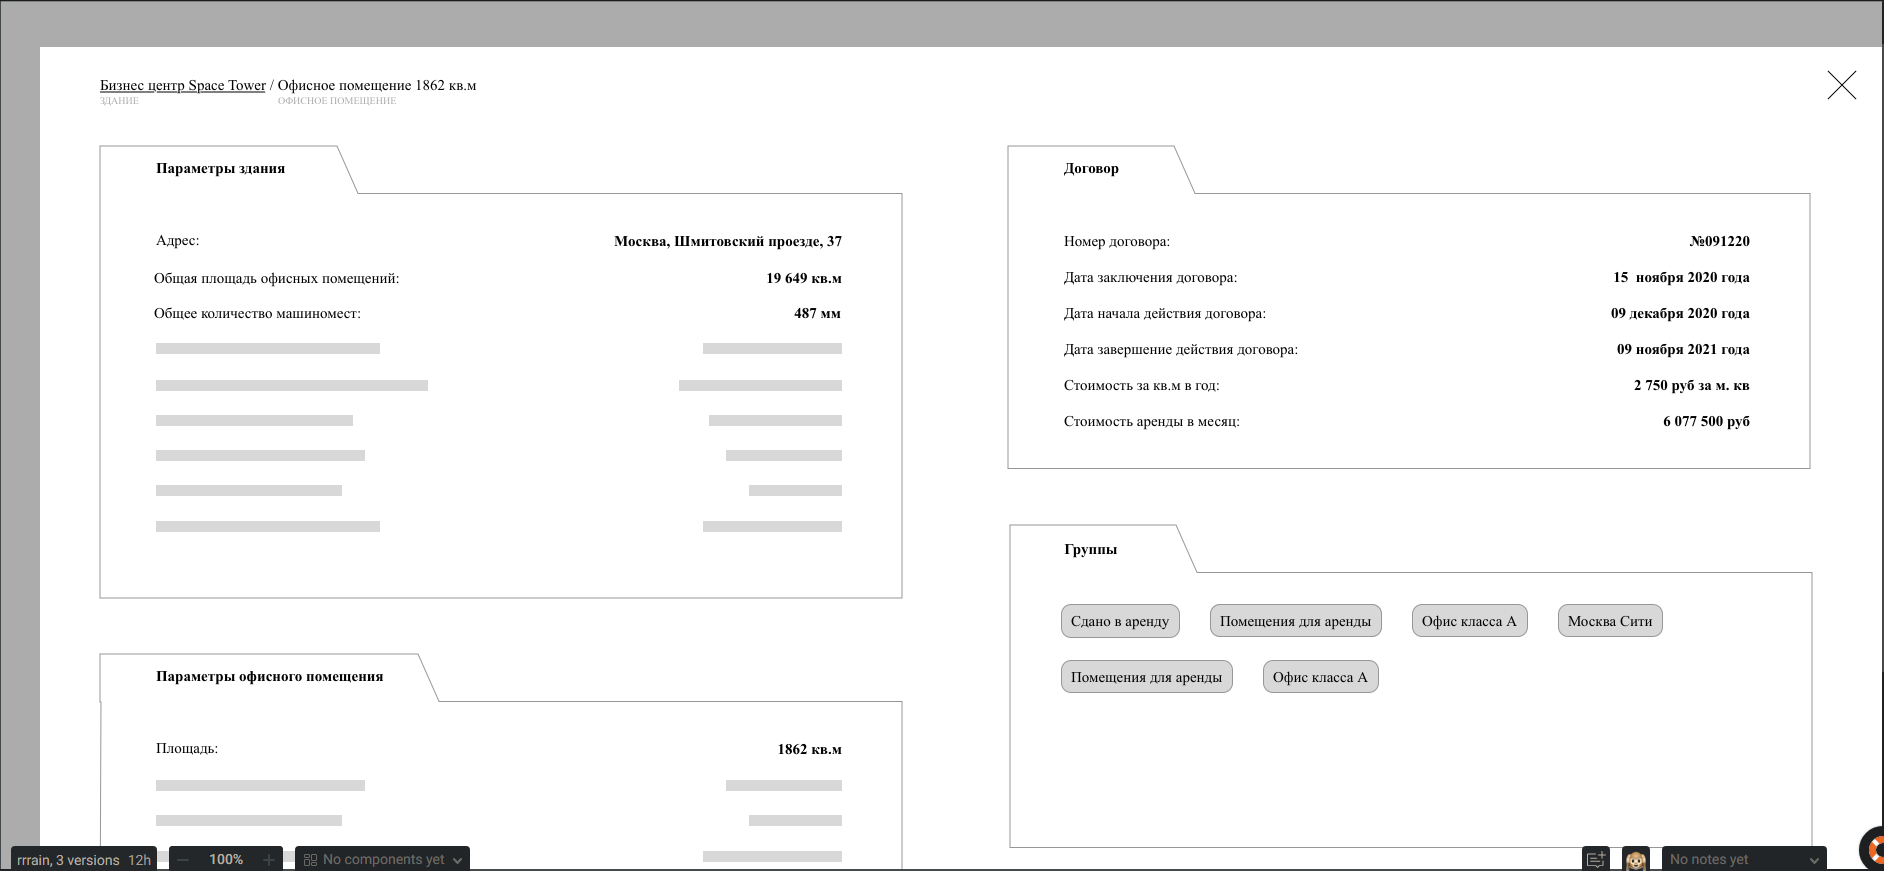 Бизнес центр Space Tower / Офисное помещение 1862 кв.м
ЗДАНИЕ ОФИСНОЕ ПОМЕЩЕНИЕ
Параметры здания
Адрес: Москва, Шмитовский проезде, 37
Общая площадь офисных помещений: 19 649 кв.м
Общее количество машиномест: 487 мм
Параметры офисного помещения
Площадь: 1862 кв.м
Договор
Номер договора: №091220
Дата заключения договора: 15 ноября 2020 года
Дата начала действия договора: 09 декабря 2020 года
Дата завершение действия договора: 09 ноября 2021 года
Стоимость за кв.м в год: 2 750 руб за м. кв
Стоимость аренды в месяц: 6 077 500 руб
Группы
Сдано в аренду Помещения для аренды Офис класса А Москва Сити
Помещения для аренды Офис класса А
rrrain, 3 versions 12h 100% No components yet No notes yet